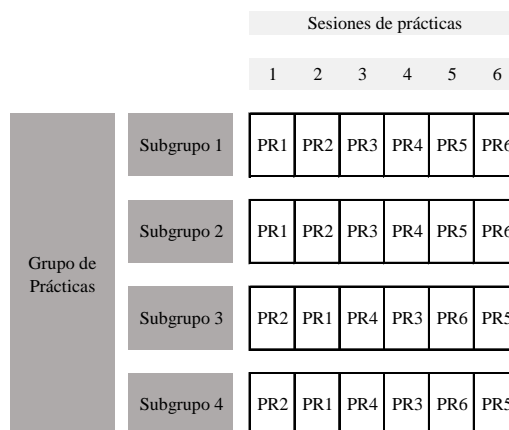 Sesiones de prácticas
1 2 3 4 5 6
Grupo de
Prácticas
Subgrupo 1 PR1 PR2 PR3 PR4 PR5 PR6
Subgrupo 2 PR1 PR2 PR3 PR4 PR5 PR6
Subgrupo 3 PR2 PR1 PR4 PR3 PR6 PR5
Subgrupo 4 PR2 PR1 PR4 PR3 PR6 PR5